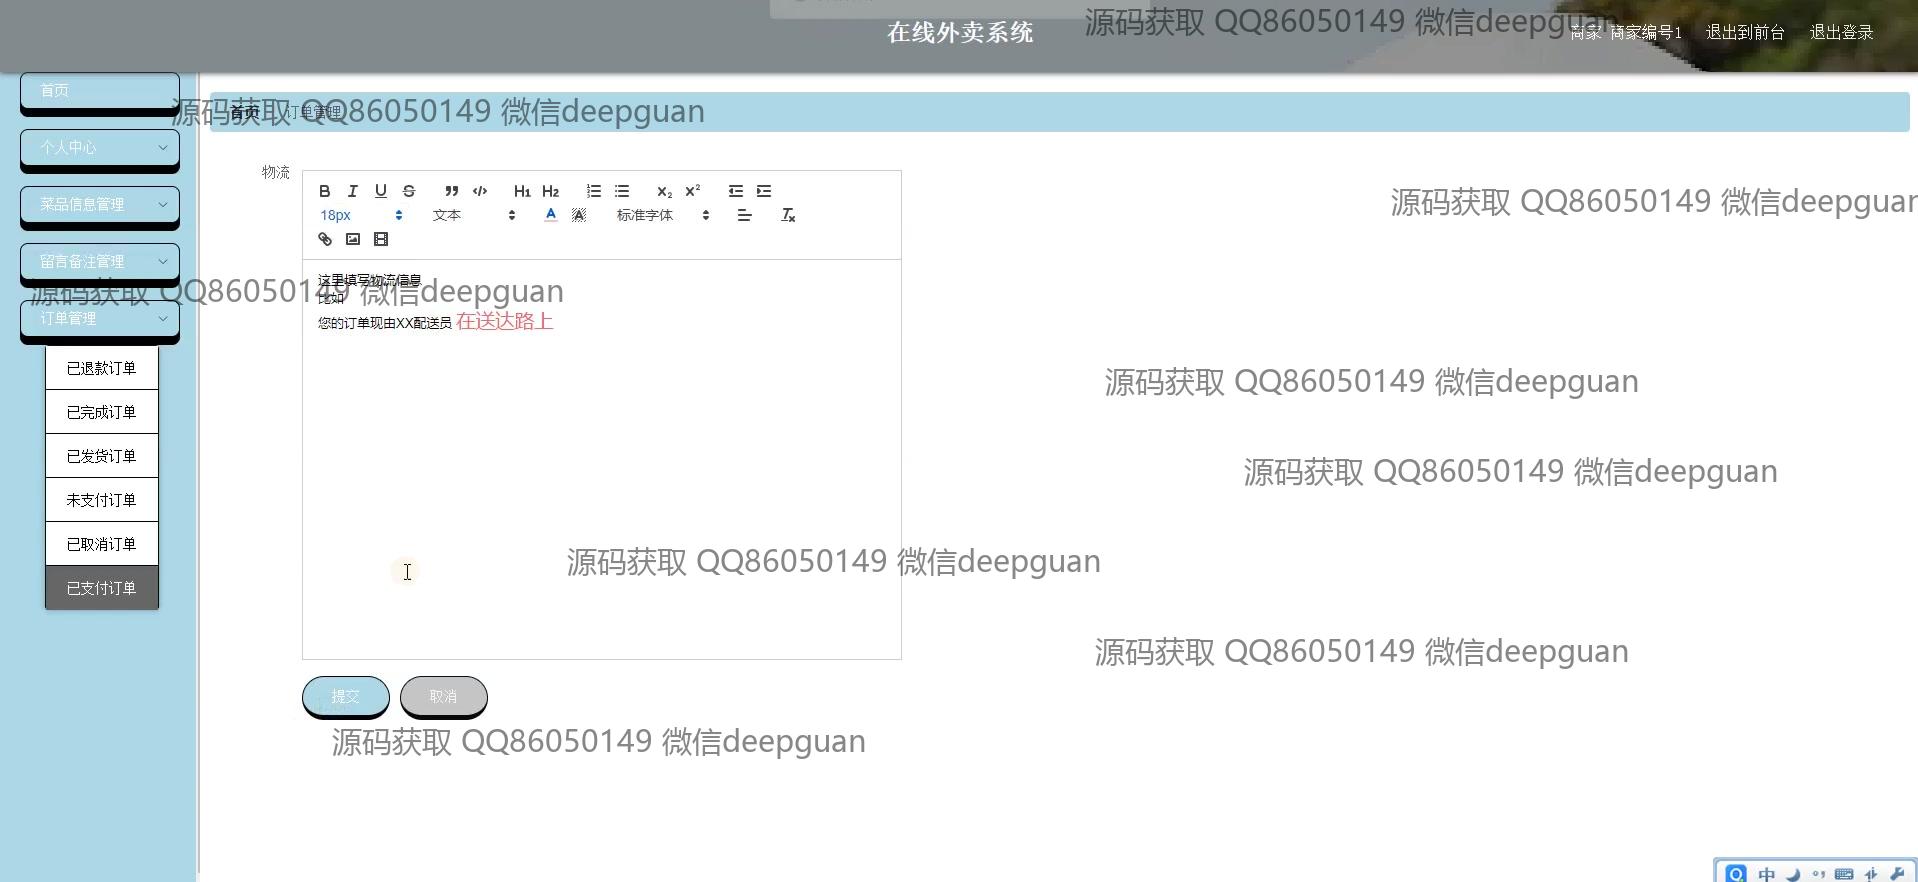 在线外卖系统
源码获取 QQ86050149 微信deepguan
商家 商家编号1 退出到前台 退出登录
首页
源码获取 QQ86050149 微信deepguan
首页 订单管理
个人中心
物流
B I U S H1 H2 X2 X2
菜品信息管理
源码获取 QQ86050149 微信deepguan
18px 文本 A 标准字体
留言备注管理
这里填写物流信息
源码获取 QQ86050149 微信deepguan
比如
订单管理
您的订单现由XX配送员 在送达路上
已退款订单
源码获取 QQ86050149 微信deepguan
已完成订单
已发货订单
源码获取 QQ86050149 微信deepguan
未支付订单
已取消订单
源码获取 QQ86050149 微信deepguan
已支付订单
源码获取 QQ86050149 微信deepguan
提交 取消
源码获取 QQ86050149 微信deepguan
中